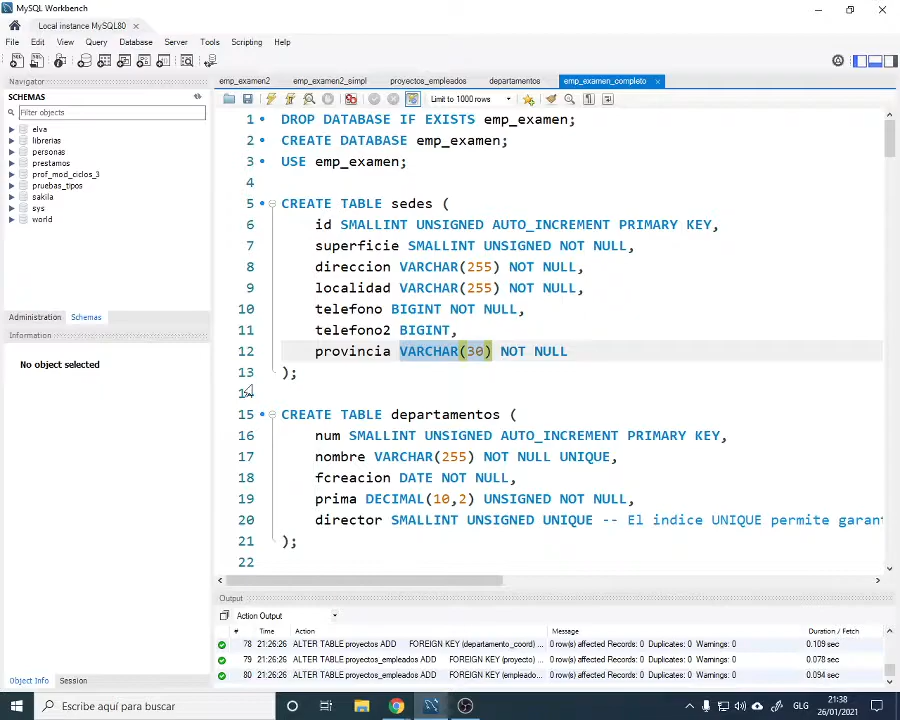 MySQL Workbench
Local instance MySQL80
File Edit View Query Database Server Tools Scripting Help
Navigator
SCHEMAS
Filter objects
elva
librerias
personas
prestamos
prof_mod_ciclos_3
pruebas_tipos
sakila
sys
world
Administration Schemas
Information
No object selected
Object Info Session
emp_examen2 emp_examen2_simpl proyectos_empleados departamentos emp_examen_completo
Limit to 1000 rows
1 DROP DATABASE IF EXISTS emp_examen;
2 CREATE DATABASE emp_examen;
3 USE emp_examen;
4
5 CREATE TABLE sedes (
6 id SMALLINT UNSIGNED AUTO_INCREMENT PRIMARY KEY,
7 superficie SMALLINT UNSIGNED NOT NULL,
8 direccion VARCHAR(255) NOT NULL,
9 localidad VARCHAR(255) NOT NULL,
10 telefono BIGINT NOT NULL,
11 telefono2 BIGINT,
12 provincia VARCHAR(30) NOT NULL
13 );
14
15 CREATE TABLE departamentos (
16 num SMALLINT UNSIGNED AUTO_INCREMENT PRIMARY KEY,
17 nombre VARCHAR(255) NOT NULL UNIQUE,
18 fcreacion DATE NOT NULL,
19 prima DECIMAL(10,2) UNSIGNED NOT NULL,
20 director SMALLINT UNSIGNED UNIQUE -- El indice UNIQUE permite garan
21 );
22
Output
Action Output
# Time Action Message Duration / Fetch
78 21:26:26 ALTER TABLE proyectos ADD FOREIGN KEY (departamento_coord) ... 0 row(s) affected Records: 0 Duplicates: 0 Warnings: 0 0.109 sec
79 21:26:26 ALTER TABLE proyectos_empleados ADD FOREIGN KEY (proyecto) ... 0 row(s) affected Records: 0 Duplicates: 0 Warnings: 0 0.078 sec
80 21:26:26 ALTER TABLE proyectos_empleados ADD FOREIGN KEY (empleado... 0 row(s) affected Records: 0 Duplicates: 0 Warnings: 0 0.094 sec
Escribe aquí para buscar
GLG
21:38
26/01/2021